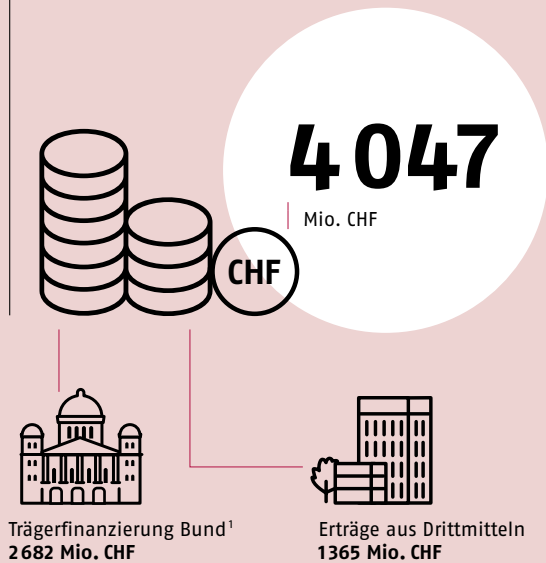 4 047
Mio. CHF
CHF
Trägerfinanzierung Bund¹
2682 Mio. CHF
Erträge aus Drittmitteln
1365 Mio. CHF